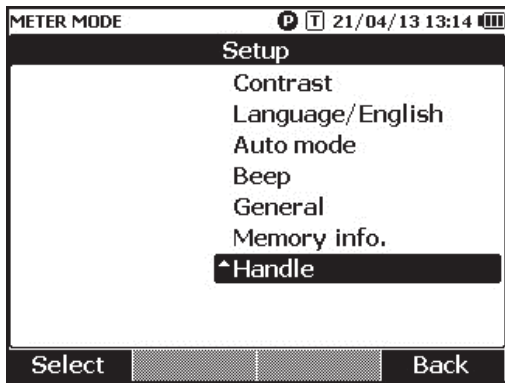 METER MODE P T 21/04/13 13:14
Setup
Contrast
Language/English
Auto mode
Beep
General
Memory info.
Handle
Select Back